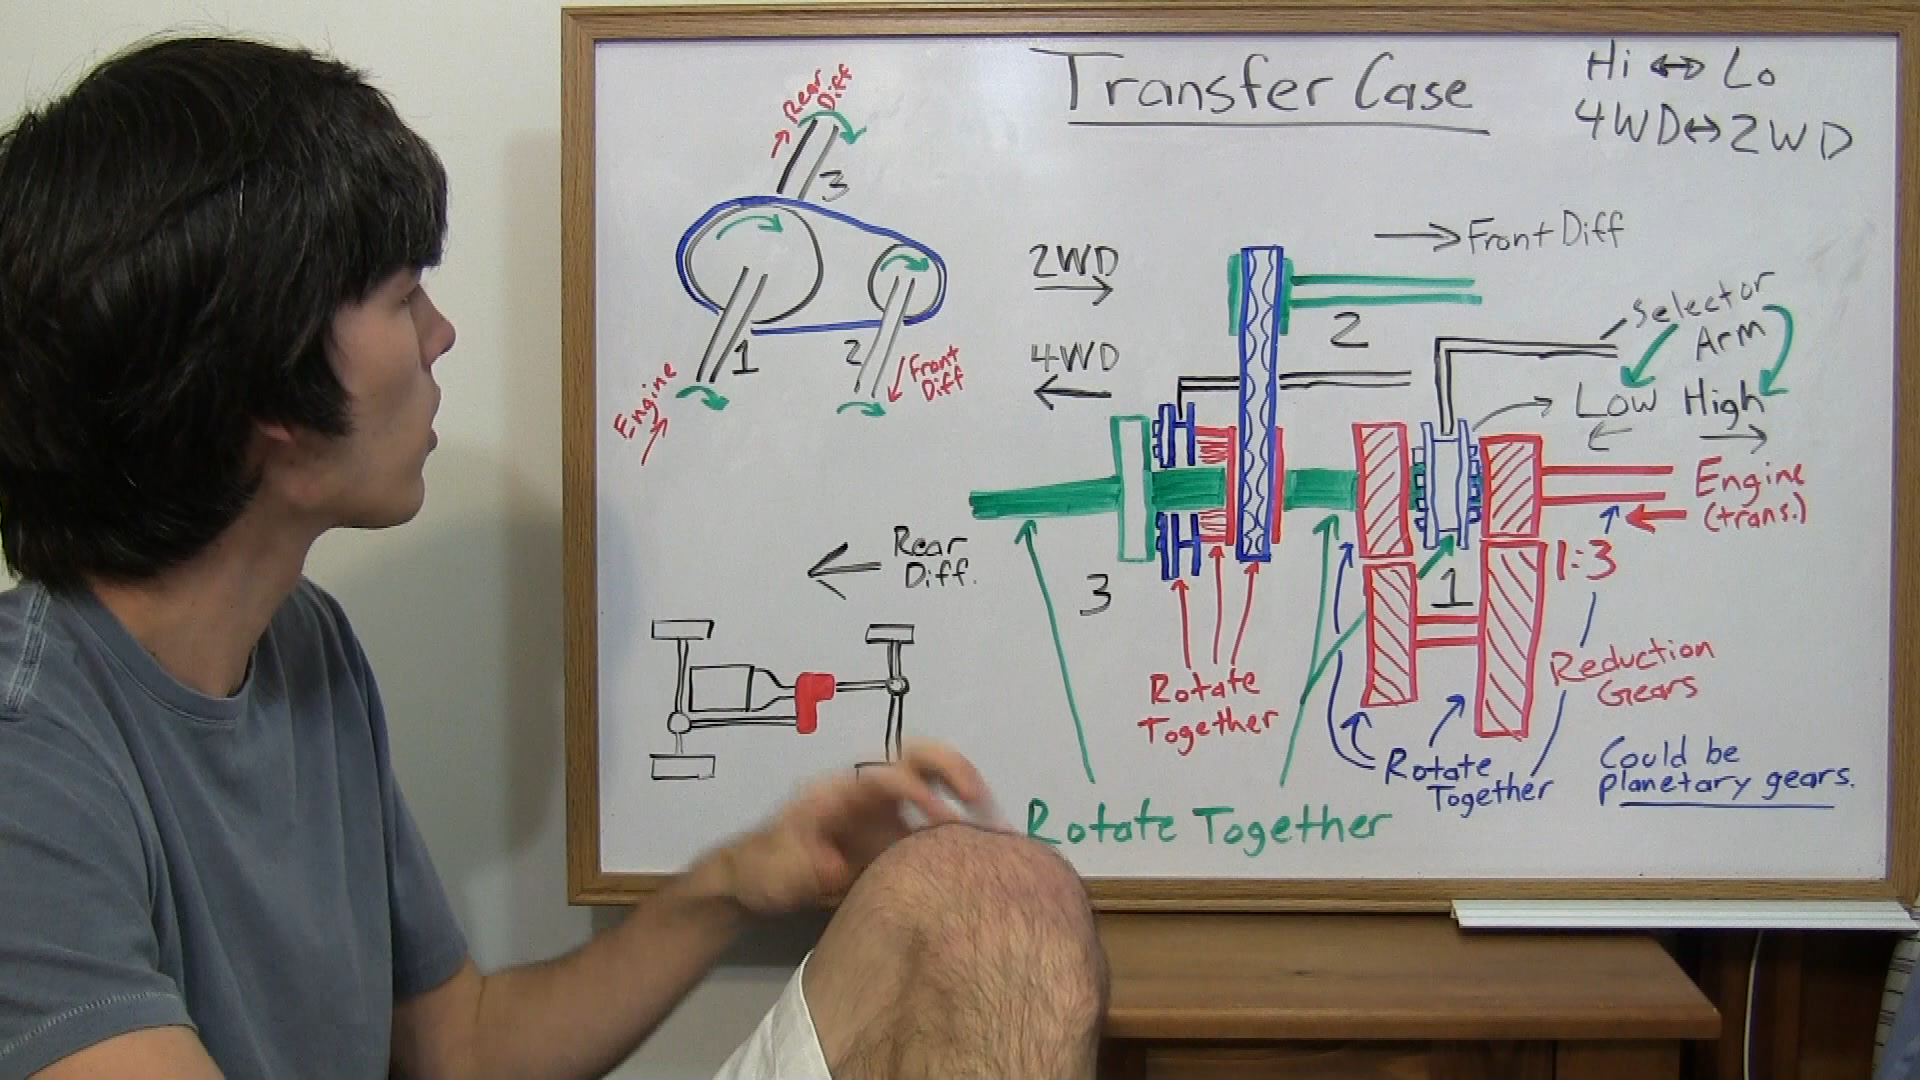 Transfer Case
Hi ↔ Lo
4WD ↔ 2WD
Rear
Diff
3
1
2
Engine
Front
Diff
2WD
→
4WD
←
→ Front Diff
2
Selector
Arm
Low High
← →
Engine
(trans.)
← Rear
Diff.
3
1
1:3
Reduction
Gears
Rotate
Together
Rotate
Together
Could be
planetary gears.
Rotate Together